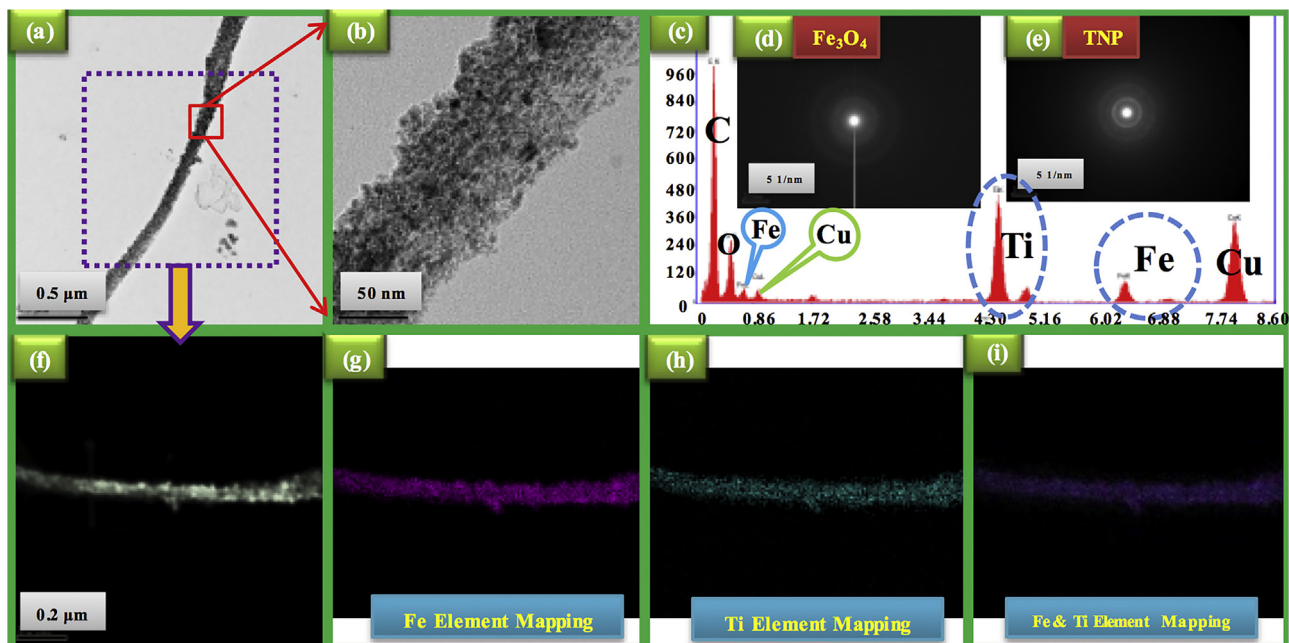 (a)
0.5 µm
(b)
50 nm
(c)
(d)
Fe₃O₄
5 1/nm
(e)
TNP
5 1/nm
960
840
720
600
480
360
240
120
0
C
O
Fe
Cu
Ti
Fe
Cu
0 0.86 1.72 2.58 3.44 4.30 5.16 6.02 6.88 7.74 8.60
(f)
0.2 µm
(g)
Fe Element Mapping
(h)
Ti Element Mapping
(i)
Fe & Ti Element Mapping